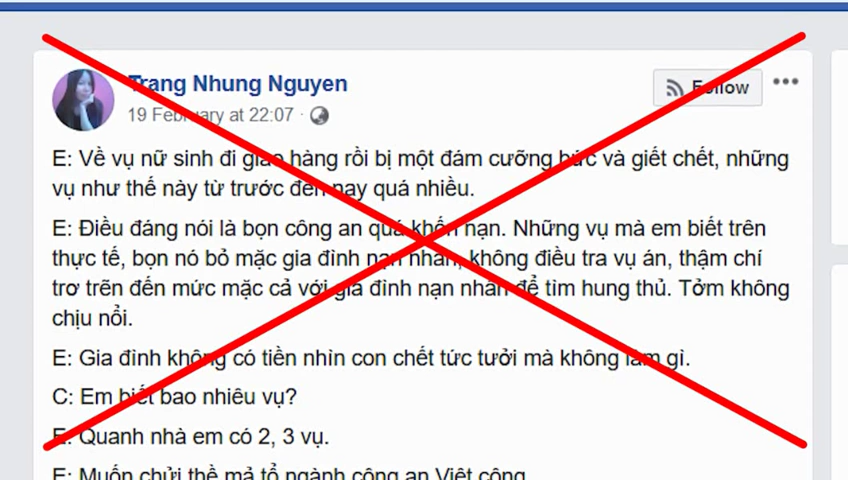 Trang Nhung Nguyen
Follow
19 February at 22:07 ·
E: Về vụ nữ sinh đi giao hàng rồi bị một đám cưỡng bức và giết chết, những
vụ như thế này từ trước đến nay quá nhiều.
E: Điều đáng nói là bọn công an quá khốn nạn. Những vụ mà em biết trên
thực tế, bọn nó bỏ mặc gia đình nạn nhân, không điều tra vụ án, thậm chí
trơ trẽn đến mức mặc cả với gia đình nạn nhân để tìm hung thủ. Tởm không
chịu nổi.
E: Gia đình không có tiền nhìn con chết tức tưởi mà không làm gì.
C: Em biết bao nhiêu vụ?
E: Quanh nhà em có 2, 3 vụ.
E: Muốn chửi thề mả tổ ngành công an Việt cộng